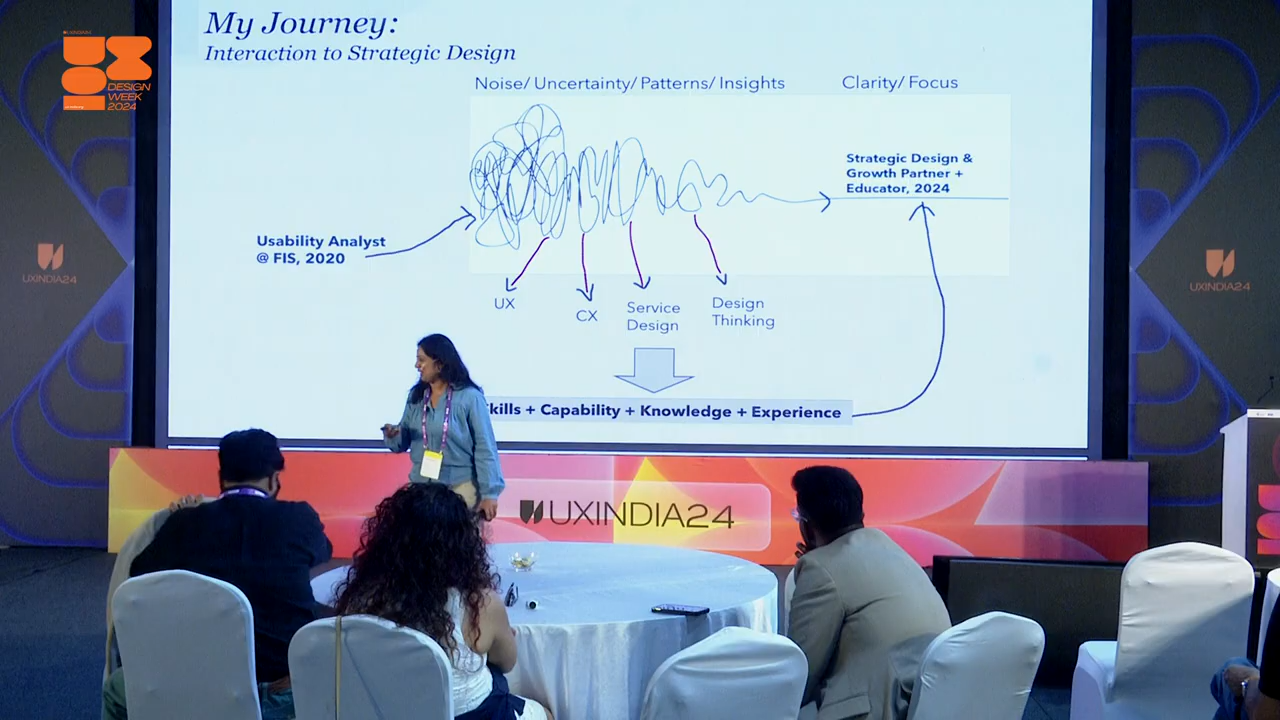 My Journey:
Interaction to Strategic Design
Noise/ Uncertainty/ Patterns/ Insights
Clarity/ Focus
Strategic Design &
Growth Partner +
Educator, 2024
Usability Analyst
@ FIS, 2020
UX
CX
Service
Design
Design
Thinking
Skills + Capability + Knowledge + Experience
DESIGN
WEEK
2024
UXINDIA24
UXINDIA24
UXINDIA24